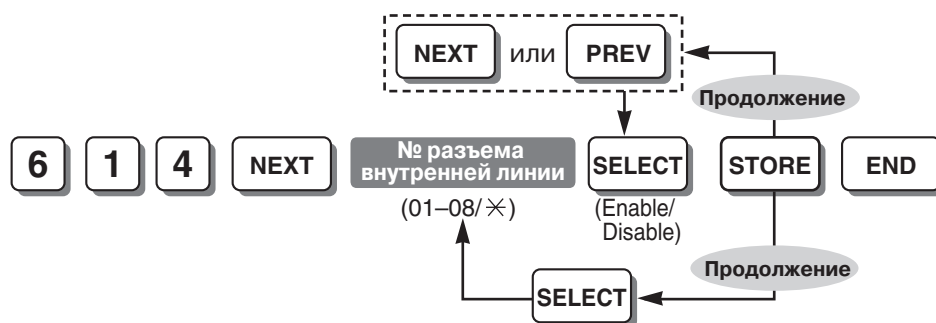 NEXT или PREV
Продолжение
6 1 4 NEXT № разъема внутренней линии SELECT STORE END
(01–08/✳)
(Enable/
Disable)
Продолжение
SELECT